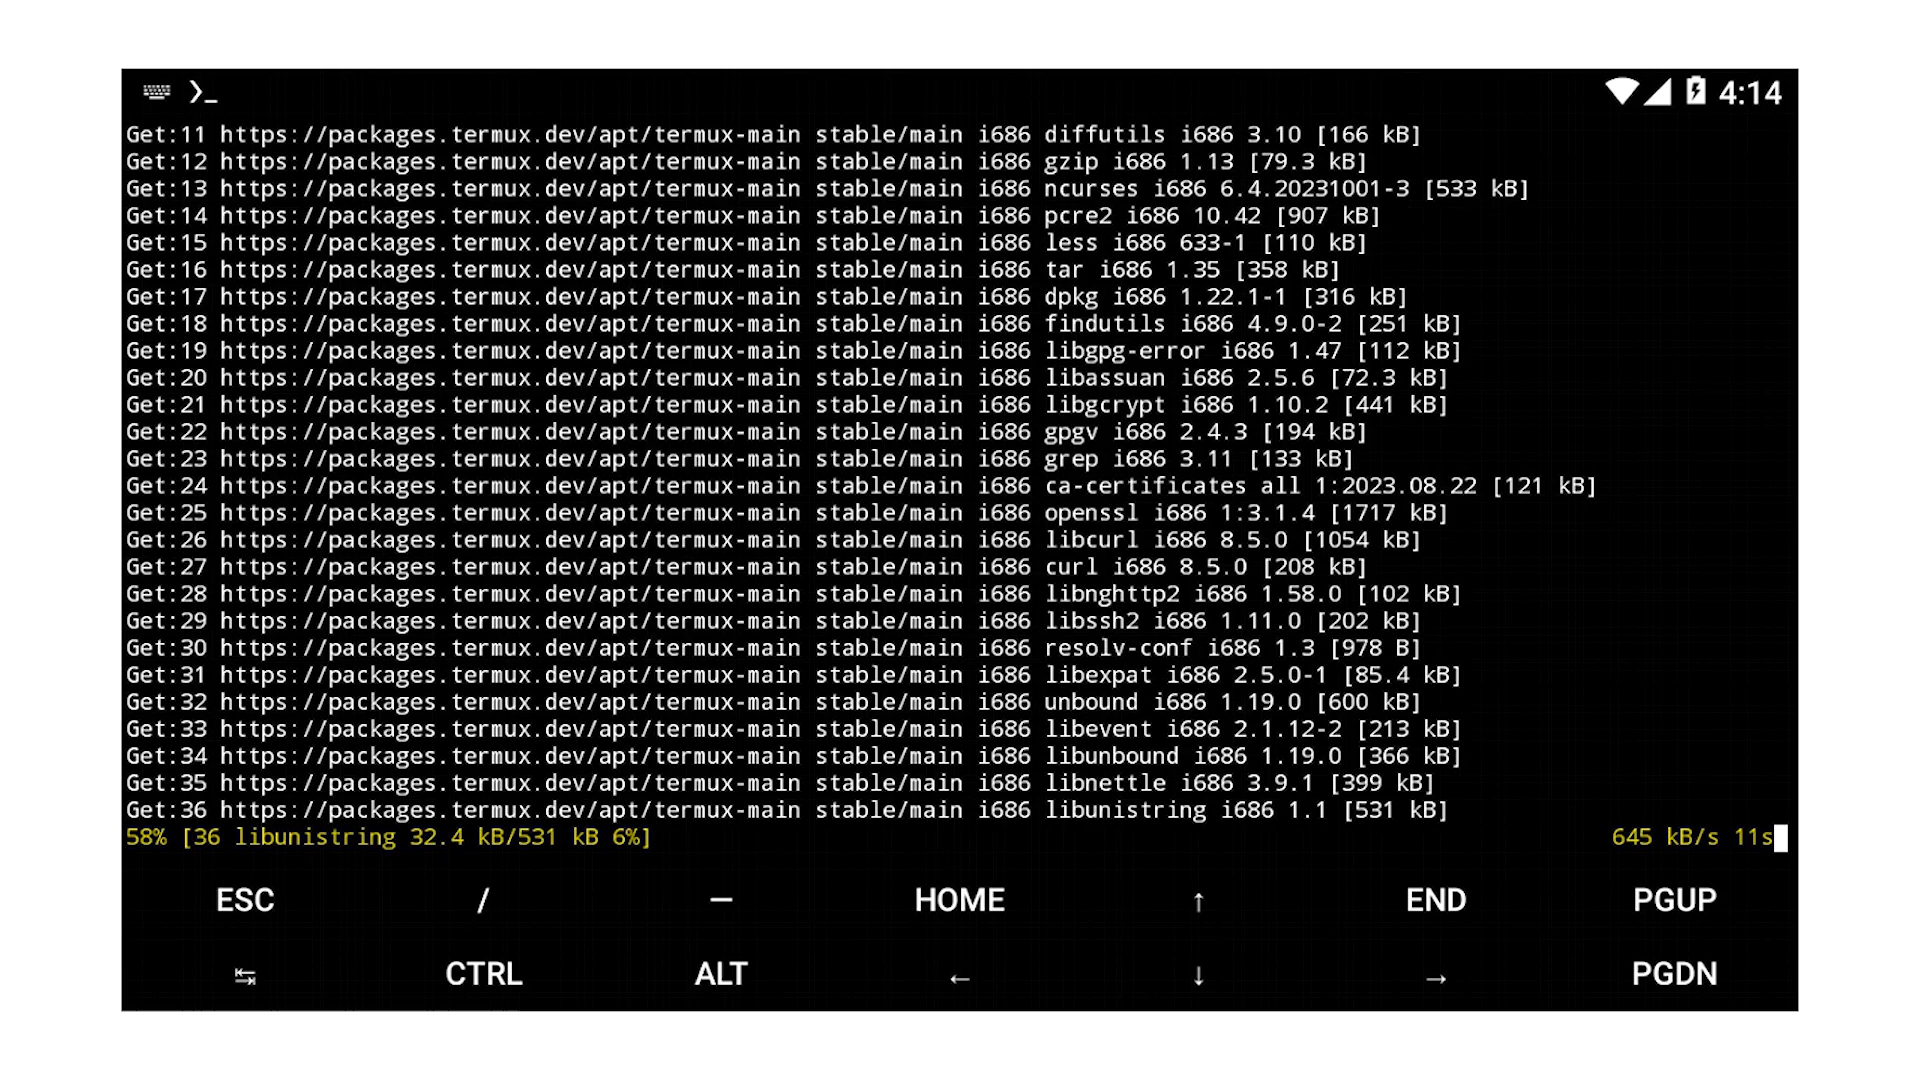 4:14
Get:11 https://packages.termux.dev/apt/termux-main stable/main i686 diffutils i686 3.10 [166 kB]
Get:12 https://packages.termux.dev/apt/termux-main stable/main i686 gzip i686 1.13 [79.3 kB]
Get:13 https://packages.termux.dev/apt/termux-main stable/main i686 ncurses i686 6.4.20231001-3 [533 kB]
Get:14 https://packages.termux.dev/apt/termux-main stable/main i686 pcre2 i686 10.42 [907 kB]
Get:15 https://packages.termux.dev/apt/termux-main stable/main i686 less i686 633-1 [110 kB]
Get:16 https://packages.termux.dev/apt/termux-main stable/main i686 tar i686 1.35 [358 kB]
Get:17 https://packages.termux.dev/apt/termux-main stable/main i686 dpkg i686 1.22.1-1 [316 kB]
Get:18 https://packages.termux.dev/apt/termux-main stable/main i686 findutils i686 4.9.0-2 [251 kB]
Get:19 https://packages.termux.dev/apt/termux-main stable/main i686 libgpg-error i686 1.47 [112 kB]
Get:20 https://packages.termux.dev/apt/termux-main stable/main i686 libassuan i686 2.5.6 [72.3 kB]
Get:21 https://packages.termux.dev/apt/termux-main stable/main i686 libgcrypt i686 1.10.2 [441 kB]
Get:22 https://packages.termux.dev/apt/termux-main stable/main i686 gpgv i686 2.4.3 [194 kB]
Get:23 https://packages.termux.dev/apt/termux-main stable/main i686 grep i686 3.11 [133 kB]
Get:24 https://packages.termux.dev/apt/termux-main stable/main i686 ca-certificates all 1:2023.08.22 [121 kB]
Get:25 https://packages.termux.dev/apt/termux-main stable/main i686 openssl i686 1:3.1.4 [1717 kB]
Get:26 https://packages.termux.dev/apt/termux-main stable/main i686 libcurl i686 8.5.0 [1054 kB]
Get:27 https://packages.termux.dev/apt/termux-main stable/main i686 curl i686 8.5.0 [208 kB]
Get:28 https://packages.termux.dev/apt/termux-main stable/main i686 libnghttp2 i686 1.58.0 [102 kB]
Get:29 https://packages.termux.dev/apt/termux-main stable/main i686 libssh2 i686 1.11.0 [202 kB]
Get:30 https://packages.termux.dev/apt/termux-main stable/main i686 resolv-conf i686 1.3 [978 B]
Get:31 https://packages.termux.dev/apt/termux-main stable/main i686 libexpat i686 2.5.0-1 [85.4 kB]
Get:32 https://packages.termux.dev/apt/termux-main stable/main i686 unbound i686 1.19.0 [600 kB]
Get:33 https://packages.termux.dev/apt/termux-main stable/main i686 libevent i686 2.1.12-2 [213 kB]
Get:34 https://packages.termux.dev/apt/termux-main stable/main i686 libunbound i686 1.19.0 [366 kB]
Get:35 https://packages.termux.dev/apt/termux-main stable/main i686 libnettle i686 3.9.1 [399 kB]
Get:36 https://packages.termux.dev/apt/termux-main stable/main i686 libunistring i686 1.1 [531 kB]
58% [36 libunistring 32.4 kB/531 kB 6%] 645 kB/s 11s
ESC / — HOME ↑ END PGUP
↹ CTRL ALT ← ↓ → PGDN